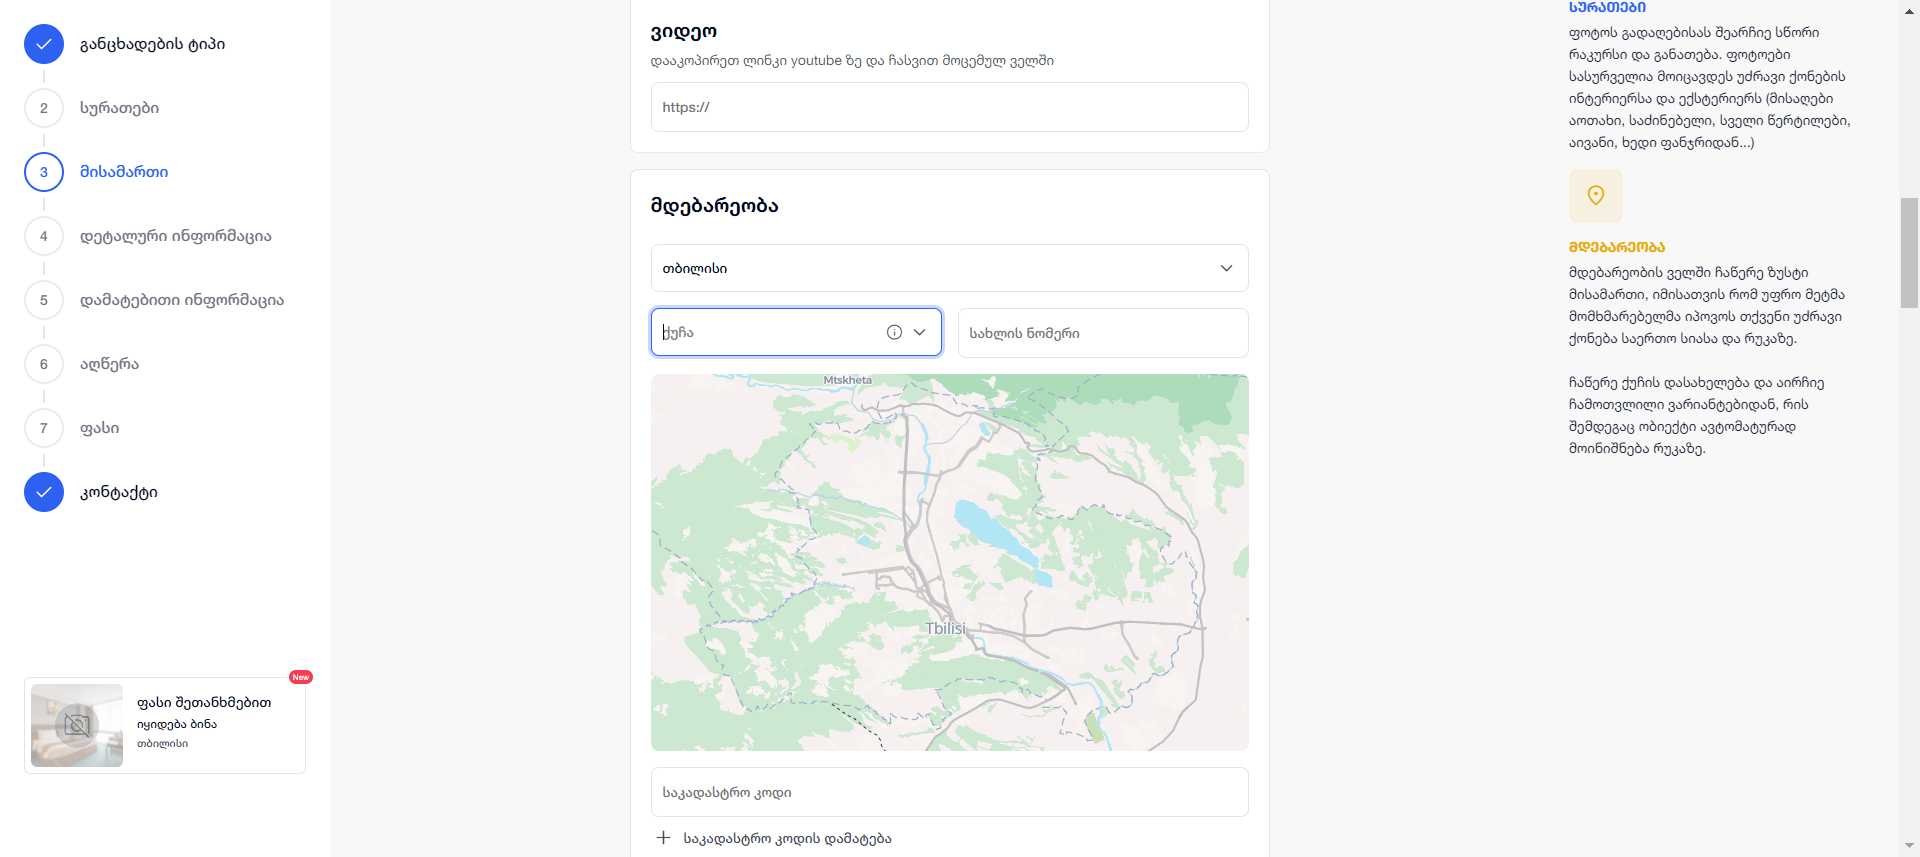 განცხადების ტიპი
2
სურათები
3
მისამართი
4
დეტალური ინფორმაცია
5
დამატებითი ინფორმაცია
6
აღწერა
7
ფასი
კონტაქტი
New
ფასი შეთანხმებით
იყიდება ბინა
თბილისი
ვიდეო
დააკოპირეთ ლინკი youtube ზე და ჩასვით მოცემულ ველში
https://
მდებარეობა
თბილისი
ქუჩა
სახლის ნომერი
Mtskheta
Tbilisi
საკადასტრო კოდი
საკადასტრო კოდის დამატება
სურათები
ფოტოს გადაღებისას შეარჩიე სწორი
რაკურსი და განათება. ფოტოები
სასურველია მოიცავდეს უძრავი ქონების
ინტერიერსა და ექსტერიერს (მისაღები
აოთახი, საძინებელი, სველი წერტილები,
აივანი, ხედი ფანჯრიდან...)
მდებარეობა
მდებარეობის ველში ჩაწერე ზუსტი
მისამართი, იმისათვის რომ უფრო მეტმა
მომხმარებელმა იპოვოს თქვენი უძრავი
ქონება საერთო სიასა და რუკაზე.
ჩაწერე ქუჩის დასახელება და აირჩიე
ჩამოთვლილი ვარიანტებიდან, რის
შემდეგაც ობიექტი ავტომატურად
მოინიშნება რუკაზე.